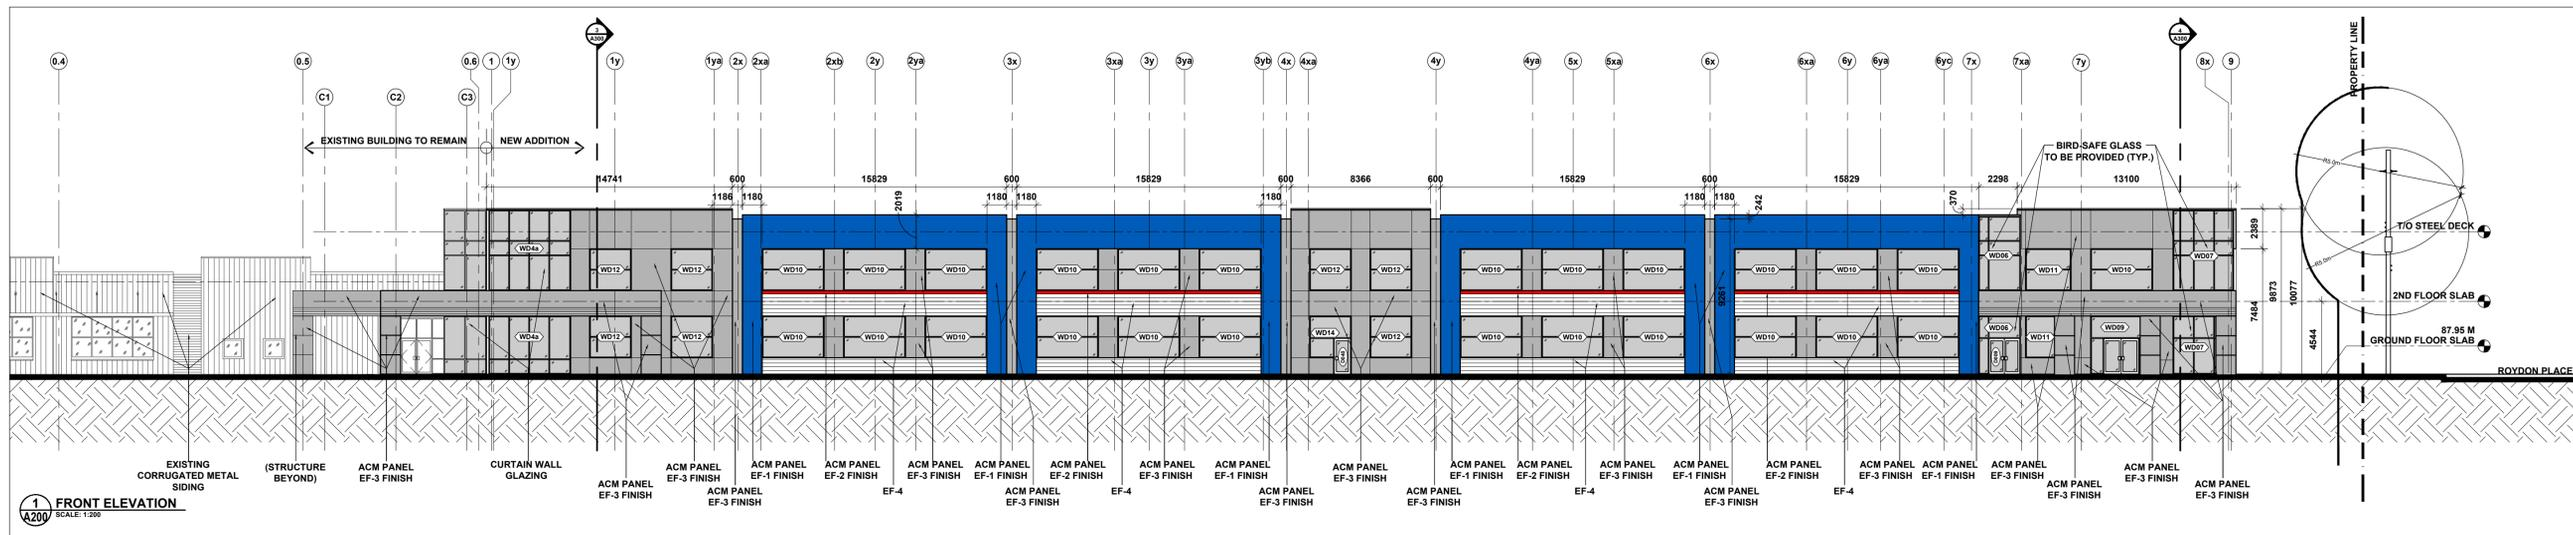 3
A300
4
A300
PROPERTY LINE
0.4
0.5
0.6
1
1y
1y
1ya
2x
2xa
2xb
2y
2ya
3x
3xa
3y
3ya
3yb
4x
4xa
4y
4ya
5x
5xa
6x
6xa
6y
6ya
6yc
7x
7xa
7y
8x
9
C1
C2
C3
EXISTING BUILDING TO REMAIN
NEW ADDITION
BIRD-SAFE GLASS
TO BE PROVIDED (TYP.)
R5.0m
14741
600
15829
600
15829
600
8366
600
15829
600
15829
2298
13100
1186
1180
2019
1180
1180
1180
1180
1180
242
370
T/O STEEL DECK
2389
WD4a
WD12
WD12
WD10
WD10
WD10
WD10
WD10
WD10
WD12
WD12
WD10
WD10
WD10
WD10
WD10
WD10
WD06
WD11
WD10
WD07
R5.0m
9261
9873
10077
7484
2ND FLOOR SLAB
4544
87.95 M
GROUND FLOOR SLAB
WD4a
WD12
WD12
WD10
WD10
WD10
WD10
WD10
WD10
WD14
WD12
WD10
WD10
WD10
WD10
WD10
WD10
WD06
WD11
WD09
WD07
ROYDON PLACE
EXISTING
CORRUGATED METAL
SIDING
(STRUCTURE
BEYOND)
ACM PANEL
EF-3 FINISH
CURTAIN WALL
GLAZING
ACM PANEL
EF-3 FINISH
ACM PANEL
EF-3 FINISH
ACM PANEL
EF-3 FINISH
ACM PANEL
EF-1 FINISH
ACM PANEL
EF-2 FINISH
EF-4
ACM PANEL
EF-3 FINISH
ACM PANEL
EF-1 FINISH
ACM PANEL
EF-3 FINISH
EF-4
ACM PANEL
EF-2 FINISH
ACM PANEL
EF-3 FINISH
ACM PANEL
EF-1 FINISH
ACM PANEL
EF-3 FINISH
ACM PANEL
EF-3 FINISH
ACM PANEL
EF-3 FINISH
ACM PANEL
EF-1 FINISH
ACM PANEL
EF-2 FINISH
EF-4
ACM PANEL
EF-3 FINISH
ACM PANEL
EF-1 FINISH
ACM PANEL
EF-3 FINISH
ACM PANEL
EF-2 FINISH
EF-4
ACM PANEL
EF-3 FINISH
ACM PANEL
EF-1 FINISH
ACM PANEL
EF-3 FINISH
ACM PANEL
EF-3 FINISH
ACM PANEL
EF-3 FINISH
ACM PANEL
EF-3 FINISH
1
A200
FRONT ELEVATION
SCALE: 1:200